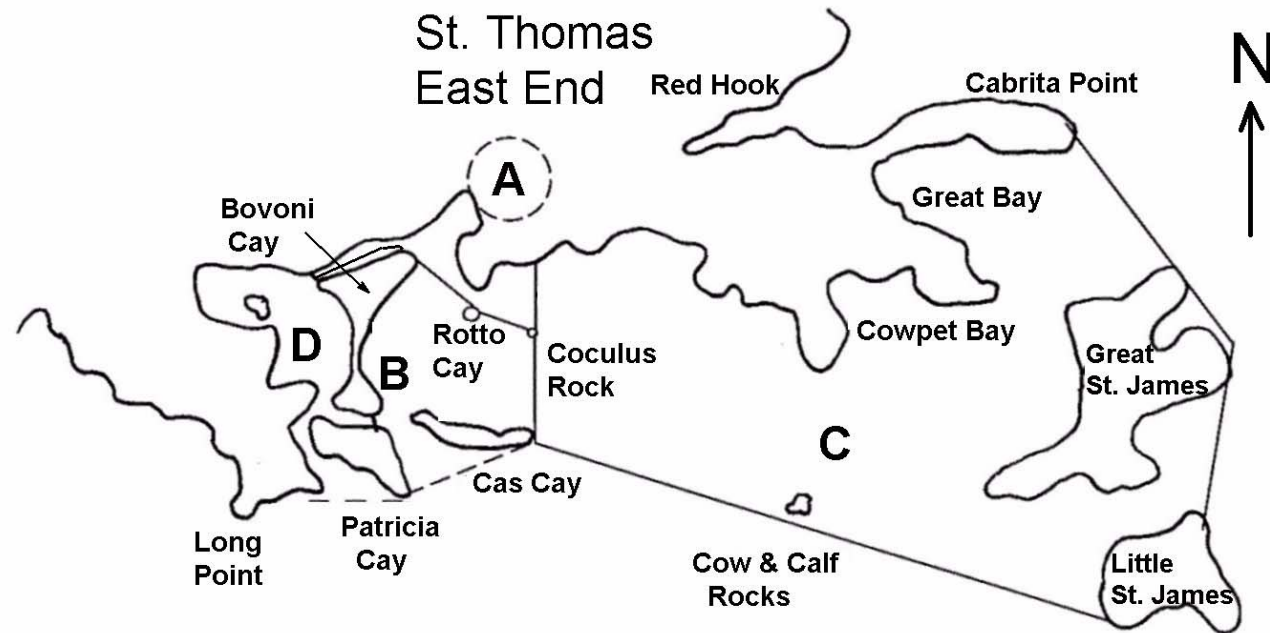 St. Thomas
East End
Red Hook
Cabrita Point
N
A
Great Bay
Bovoni
Cay
Rotto
Cay
Coculus
Rock
Cowpet Bay
Great
St. James
D
B
C
Cas Cay
Long
Point
Patricia
Cay
Cow & Calf
Rocks
Little
St. James